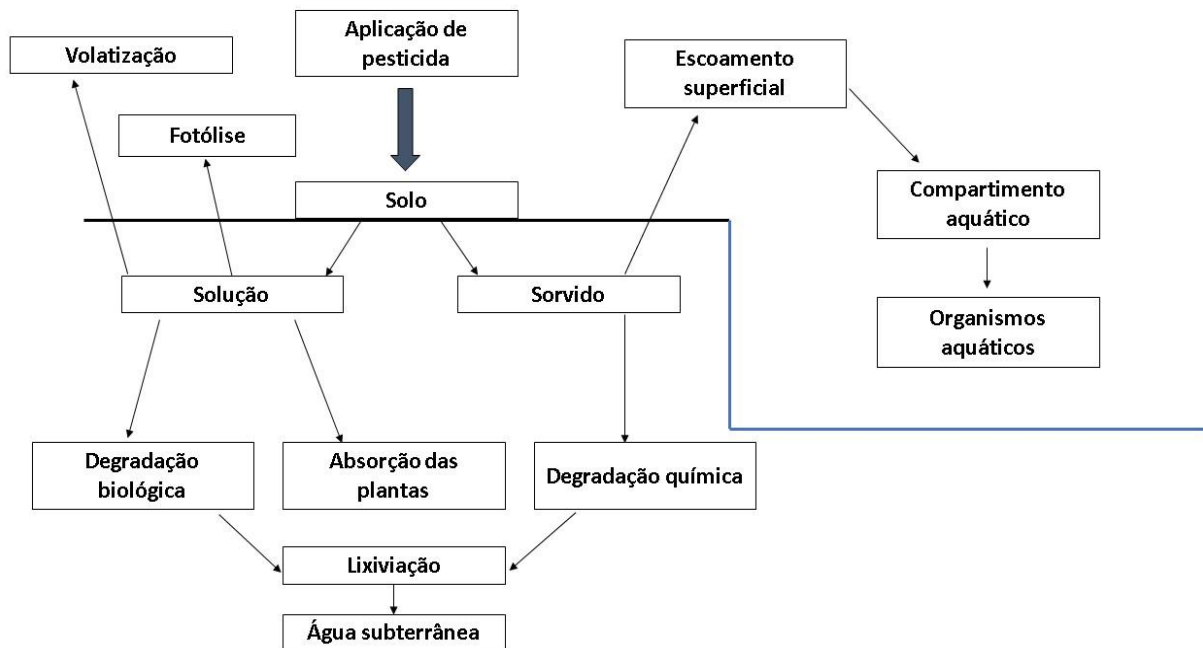 Volatização
Aplicação de
pesticida
Escoamento
superficial
Fotólise
Solo
Compartimento
aquático
Solução
Sorvido
Organismos
aquáticos
Degradação
biológica
Absorção das
plantas
Degradação química
Lixiviação
Água subterrânea